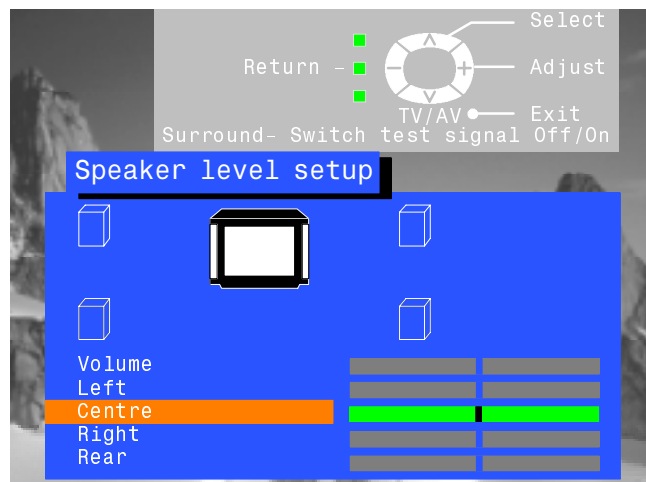 Select
Return – + Adjust
TV/AV Exit
Surround– Switch test signal Off/On
Speaker level setup
Volume
Left
Centre
Right
Rear